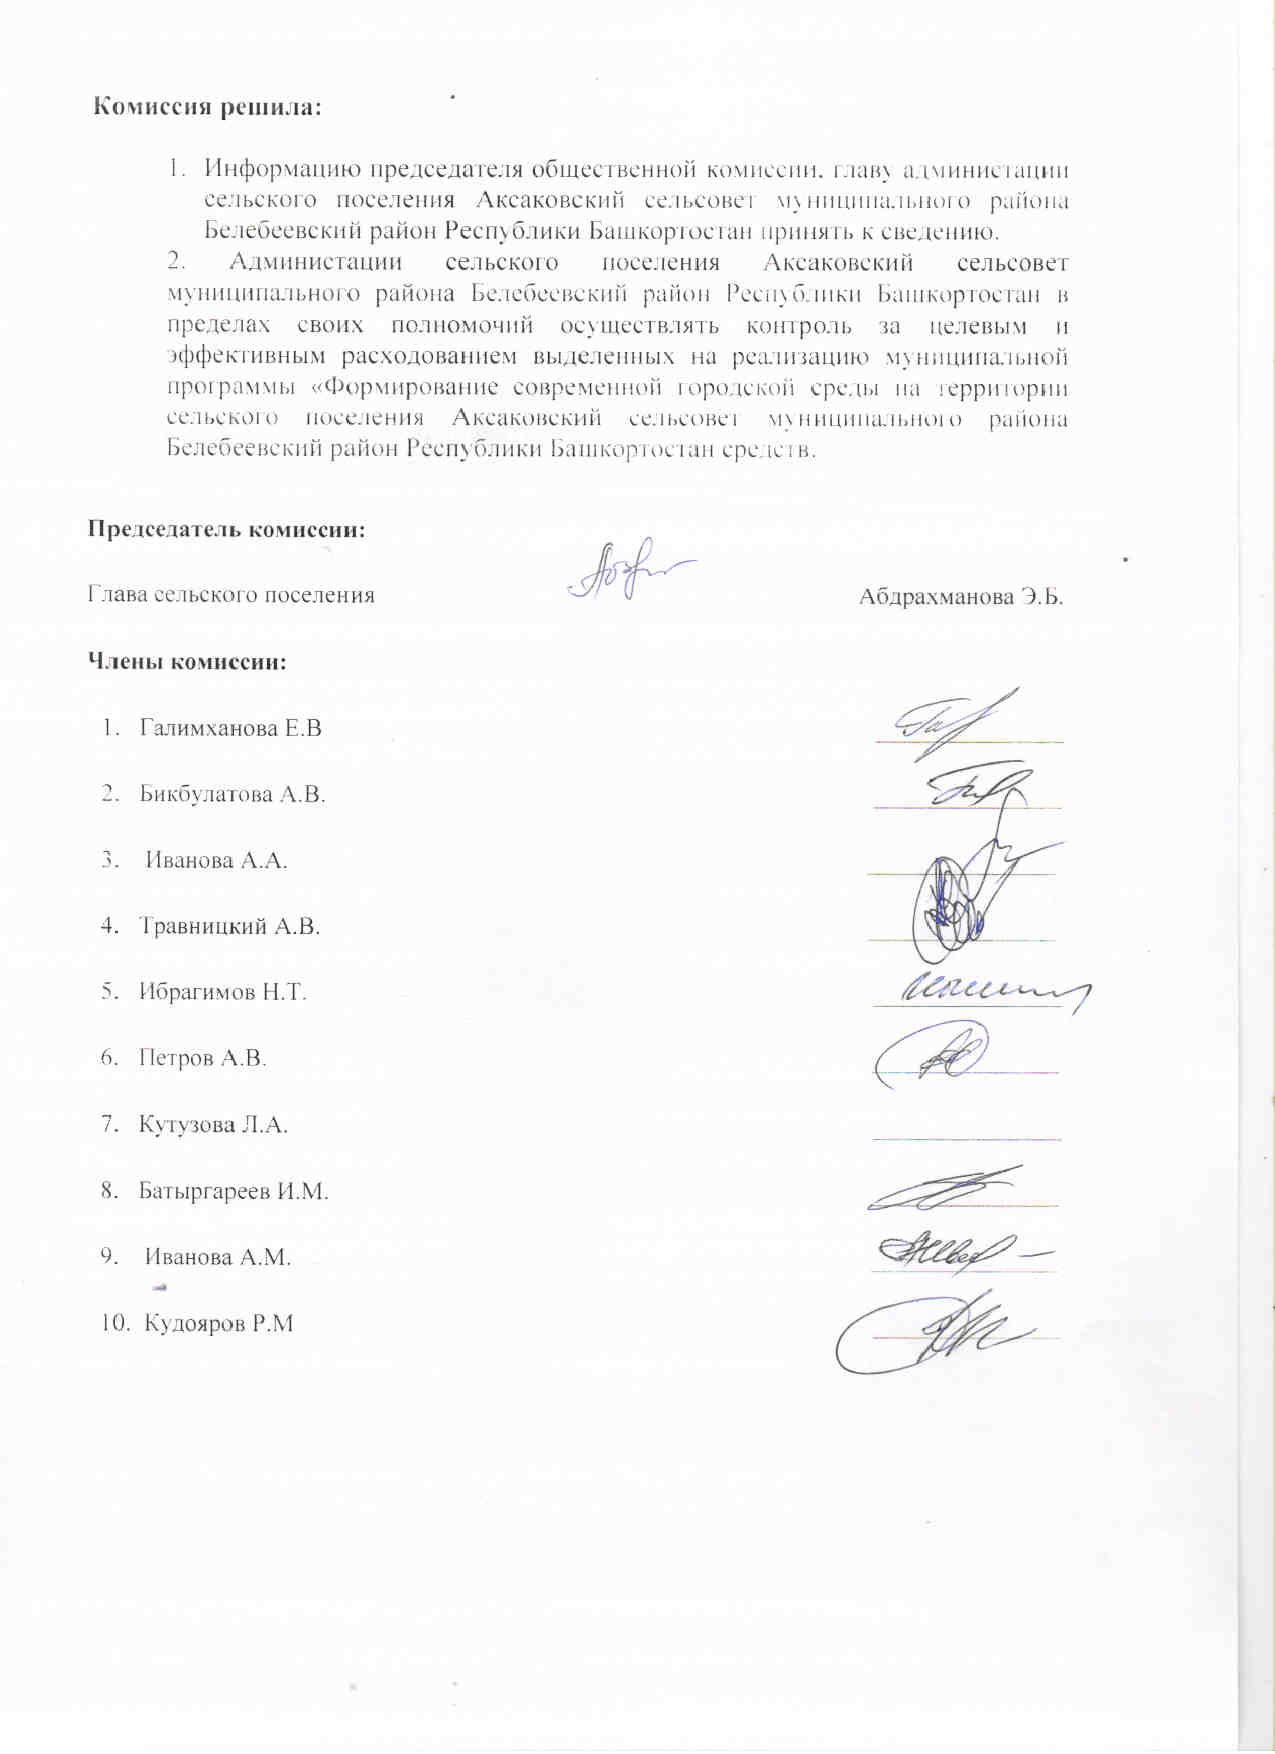 Комиссия решила:
1. Информацию председателя общественной комиссии, главу администации
сельского поселения Аксаковский сельсовет муниципального района
Белебеевский район Республики Башкортостан принять к сведению.
2. Администации сельского поселения Аксаковский сельсовет
муниципального района Белебеевский район Республики Башкортостан в
пределах своих полномочий осуществлять контроль за целевым и
эффективным расходованием выделенных на реализацию муниципальной
программы «Формирование современной городской среды на территории
сельского поселения Аксаковский сельсовет муниципального района
Белебеевский район Республики Башкортостан средств.
Председатель комиссии:
Глава сельского поселения Абдрахманова Э.Б.
Члены комиссии:
1. Галимханова Е.В
2. Бикбулатова А.В.
3. Иванова А.А.
4. Травницкий А.В.
5. Ибрагимов Н.Т.
6. Петров А.В.
7. Кутузова Л.А.
8. Батыргареев И.М.
9. Иванова А.М.
10. Кудояров Р.М